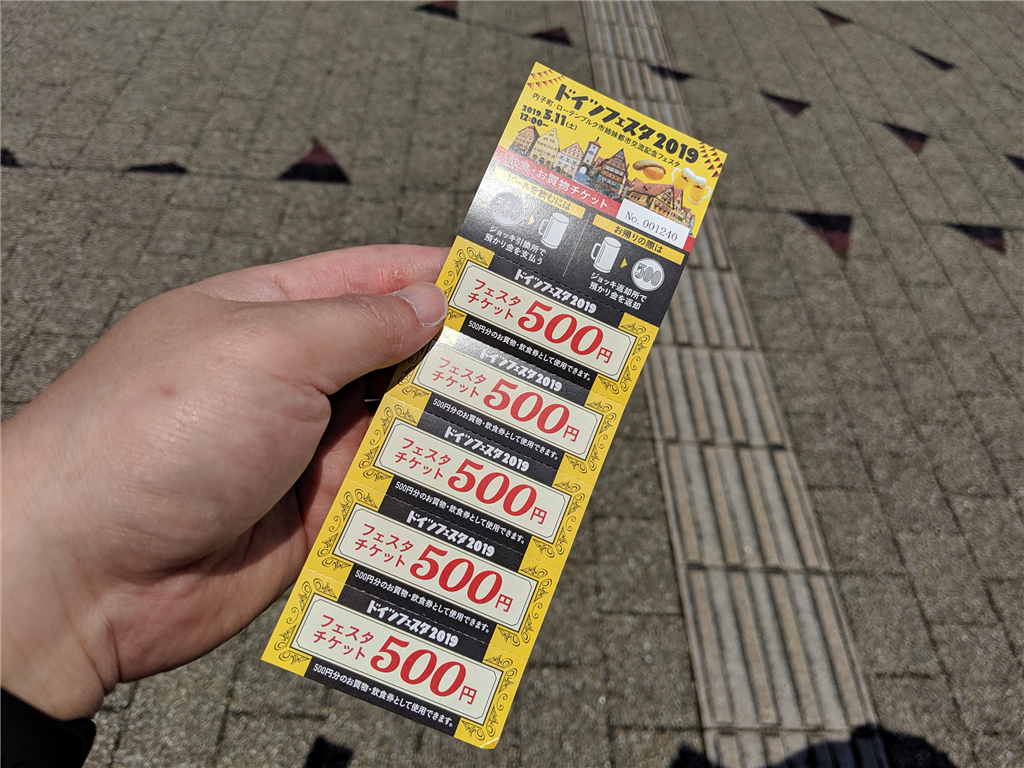 ドイツフェスタ2019
内子町・ローテンブルク市姉妹都市交流記念フェスタ
2019.5.11(土)
12:00~
お買物チケット
No. 001240
ビールを飲むには
500
ジョッキ引換所で
預かり金を支払う
お帰りの際は
500
ジョッキ返却所で
預かり金を返却
ドイツフェスタ2019
フェスタ
チケット
500円
500円分のお買物・飲食券として使用できます。
ドイツフェスタ2019
フェスタ
チケット
500円
500円分のお買物・飲食券として使用できます。
ドイツフェスタ2019
フェスタ
チケット
500円
500円分のお買物・飲食券として使用できます。
ドイツフェスタ2019
フェスタ
チケット
500円
500円分のお買物・飲食券として使用できます。
ドイツフェスタ2019
フェスタ
チケット
500円
500円分のお買物・飲食券として使用できます。